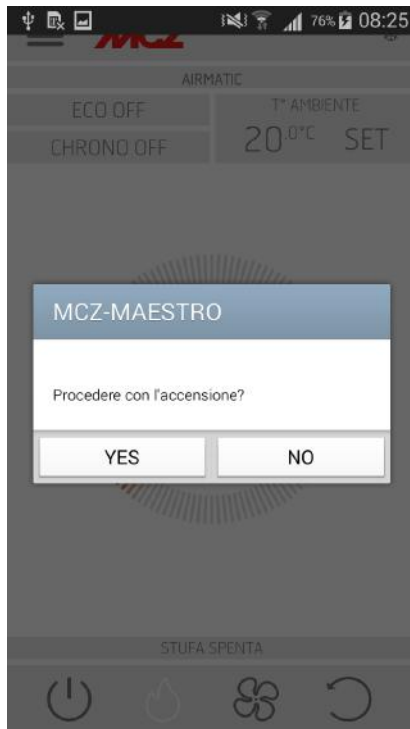 76% 08:25
MCZ
AIRMATIC
ECO OFF
T° AMBIENTE
CHRONO OFF
20.0°C SET
MCZ-MAESTRO
Procedere con l'accensione?
YES NO
STUFA SPENTA